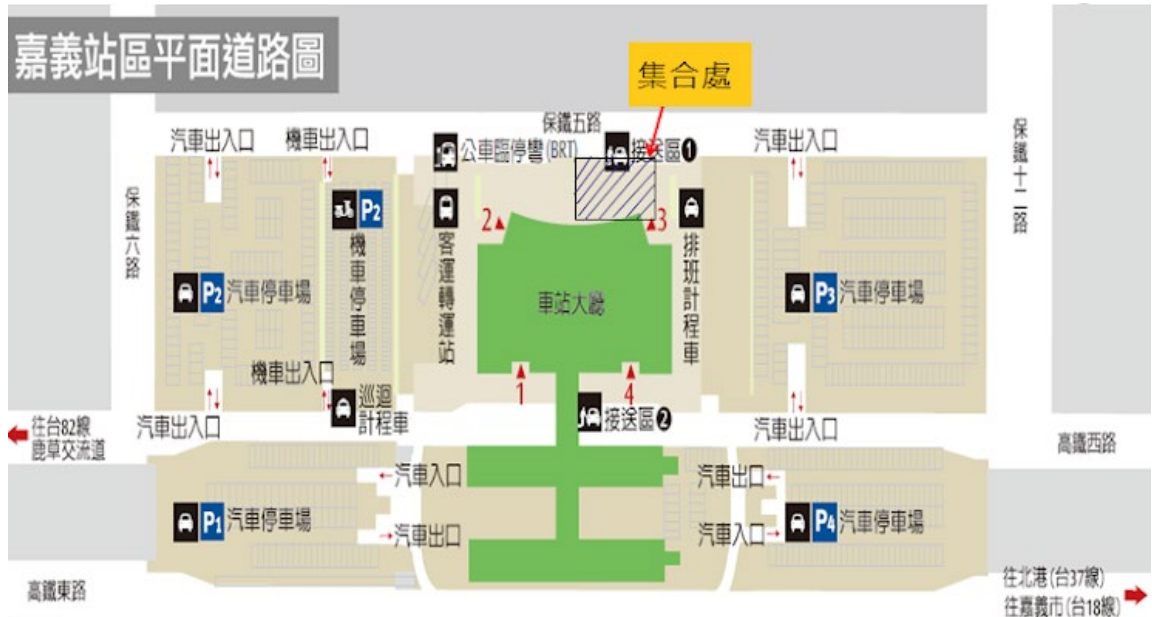 嘉義站區平面道路圖
集合處
保鐵五路
汽車出入口
機車出入口
公車臨停彎(BRT)
接送區❶
汽車出入口
保鐵六路
保鐵十二路
P2
機車停車場
客運轉運站
2
3
排班計程車
P2 汽車停車場
車站大廳
P3 汽車停車場
機車出入口
1
4
巡迴
計程車
接送區❷
汽車出入口
汽車出入口
往台82線
鹿草交流道
高鐵西路
汽車入口
汽車出口
P1 汽車停車場
P4 汽車停車場
汽車出口
汽車入口
高鐵東路
往北港(台37線)
往嘉義市(台18線)